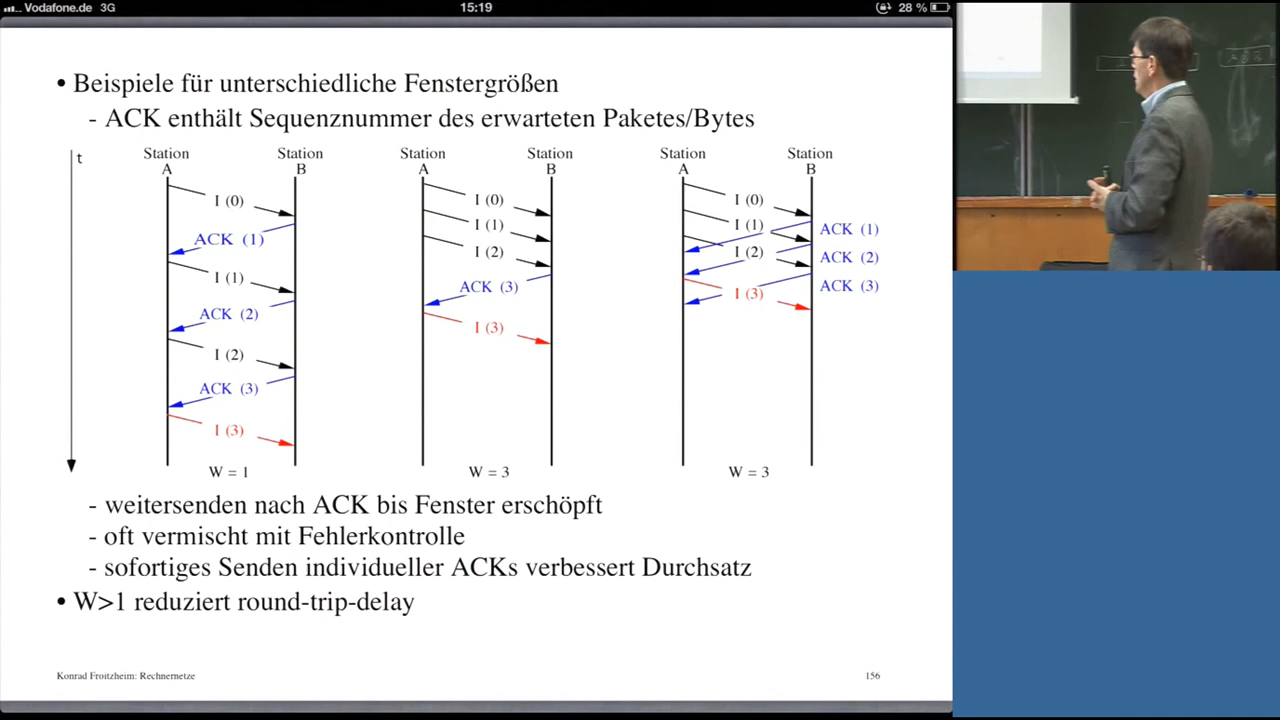 Vodafone.de 3G
15:19
28 %
• Beispiele für unterschiedliche Fenstergrößen
- ACK enthält Sequenznummer des erwarteten Paketes/Bytes
t
Station A
Station B
I (0)
ACK (1)
I (1)
ACK (2)
I (2)
ACK (3)
I (3)
W = 1
Station A
Station B
I (0)
I (1)
I (2)
ACK (3)
I (3)
W = 3
Station A
Station B
I (0)
I (1)
ACK (1)
I (2)
ACK (2)
I (3)
ACK (3)
W = 3
- weitersenden nach ACK bis Fenster erschöpft
- oft vermischt mit Fehlerkontrolle
- sofortiges Senden individueller ACKs verbessert Durchsatz
• W>1 reduziert round-trip-delay
Konrad Froitzheim: Rechnernetze
156